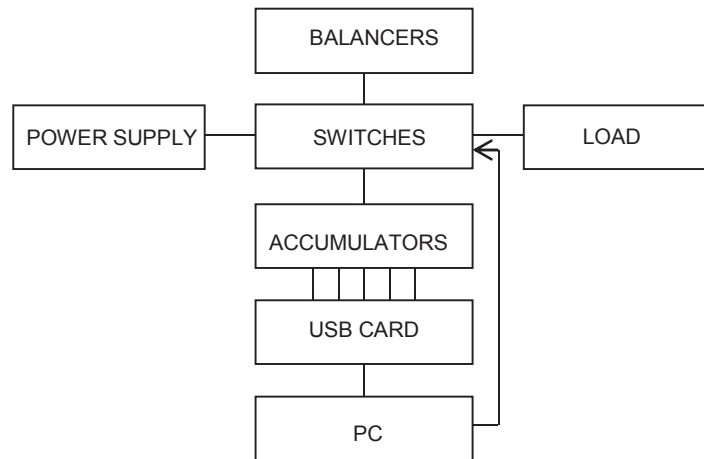 BALANCERS
POWER SUPPLY
SWITCHES
LOAD
ACCUMULATORS
USB CARD
PC